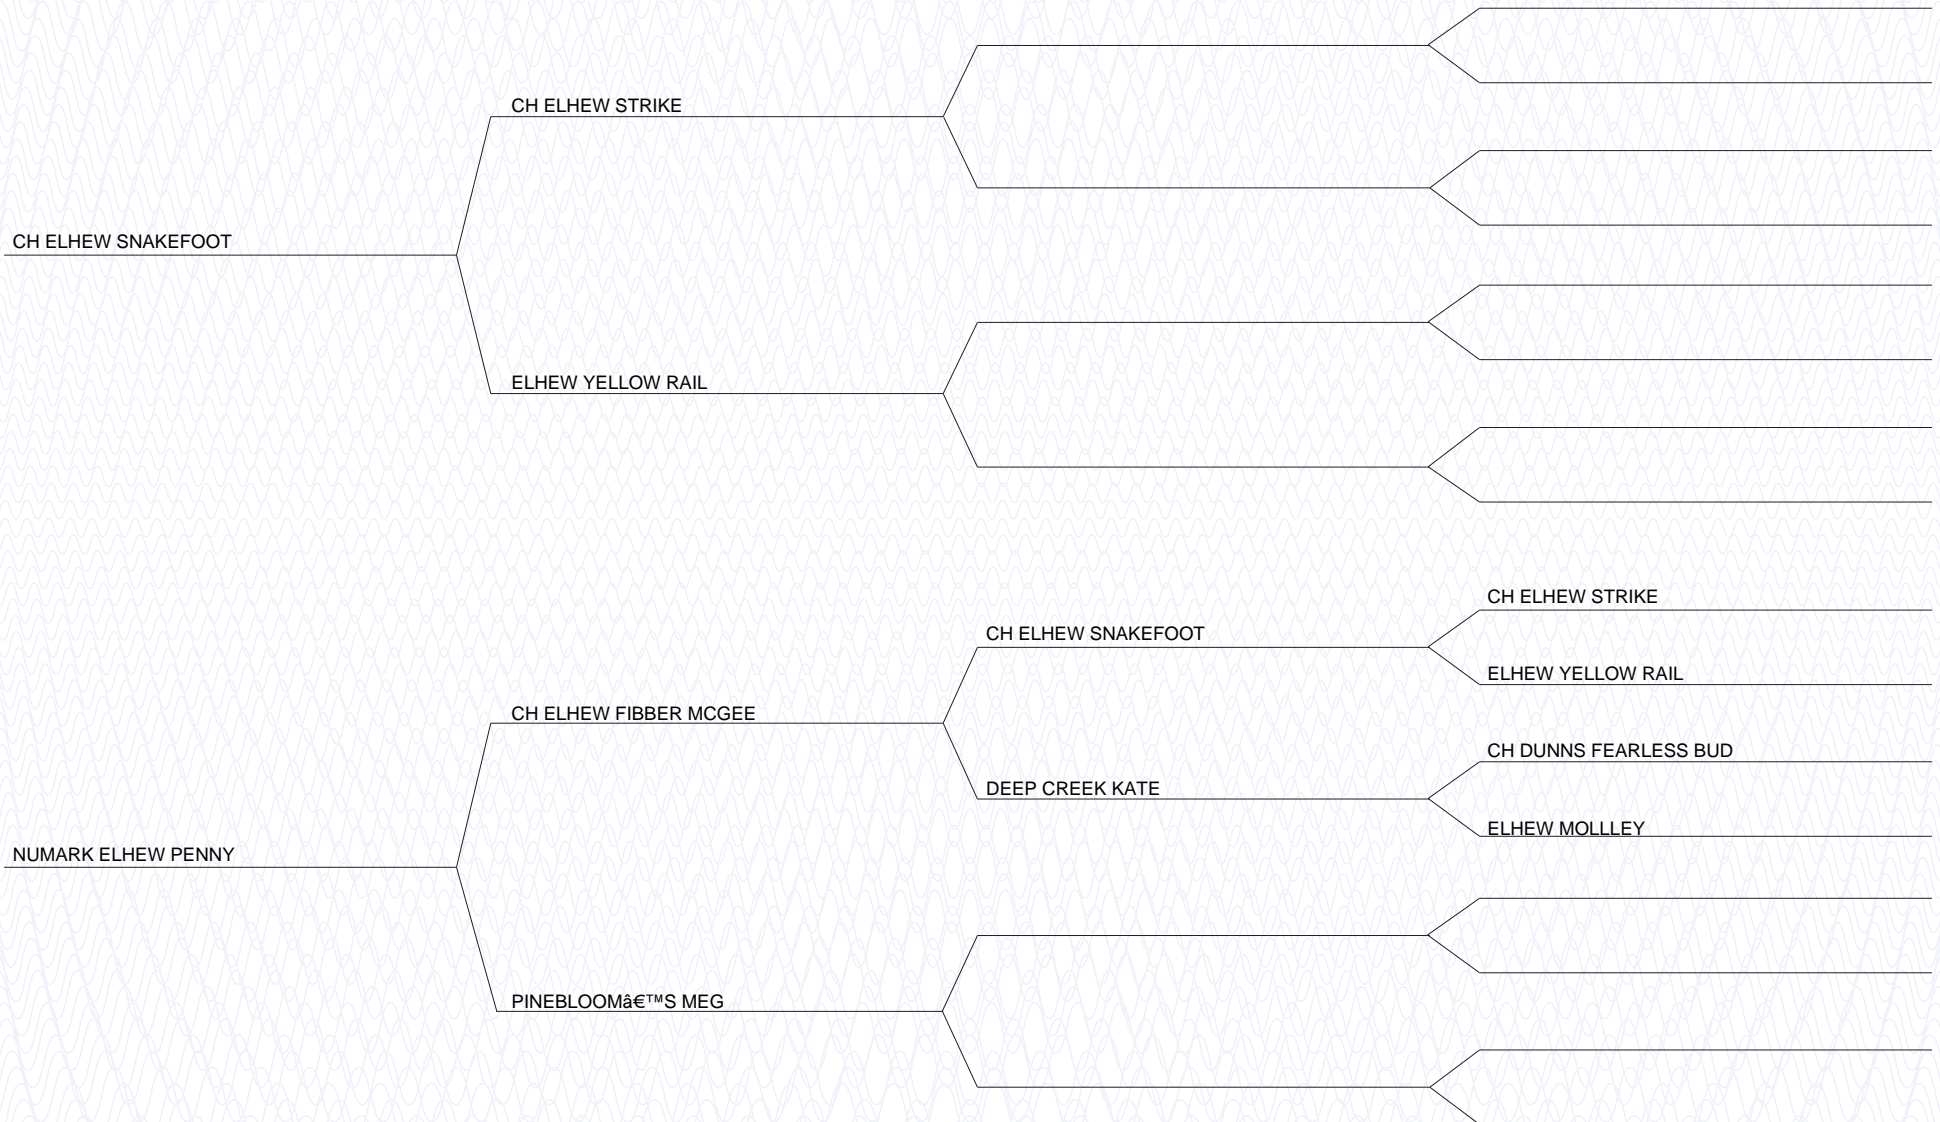 CH ELHEW STRIKE
CH ELHEW SNAKEFOOT
ELHEW YELLOW RAIL
CH ELHEW STRIKE
CH ELHEW SNAKEFOOT
ELHEW YELLOW RAIL
CH ELHEW FIBBER MCGEE
CH DUNNS FEARLESS BUD
DEEP CREEK KATE
ELHEW MOLLLEY
NUMARK ELHEW PENNY
PINEBLOOMâ€™S MEG